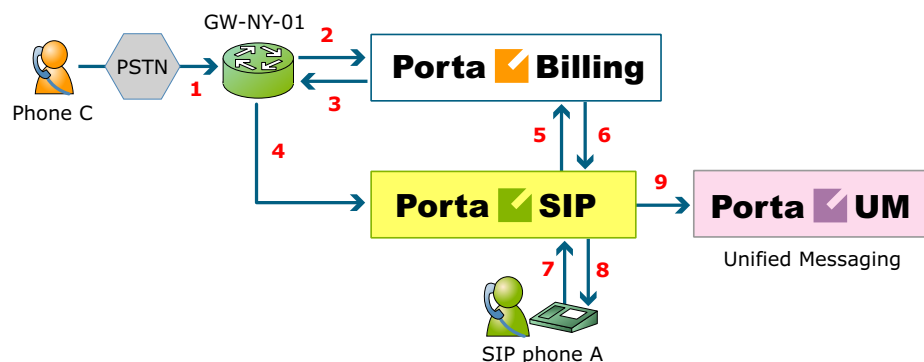 GW-NY-01
PSTN
1
2
3
Porta Billing
Phone C
4
5
6
Porta SIP
9
Porta UM
Unified Messaging
7
8
SIP phone A